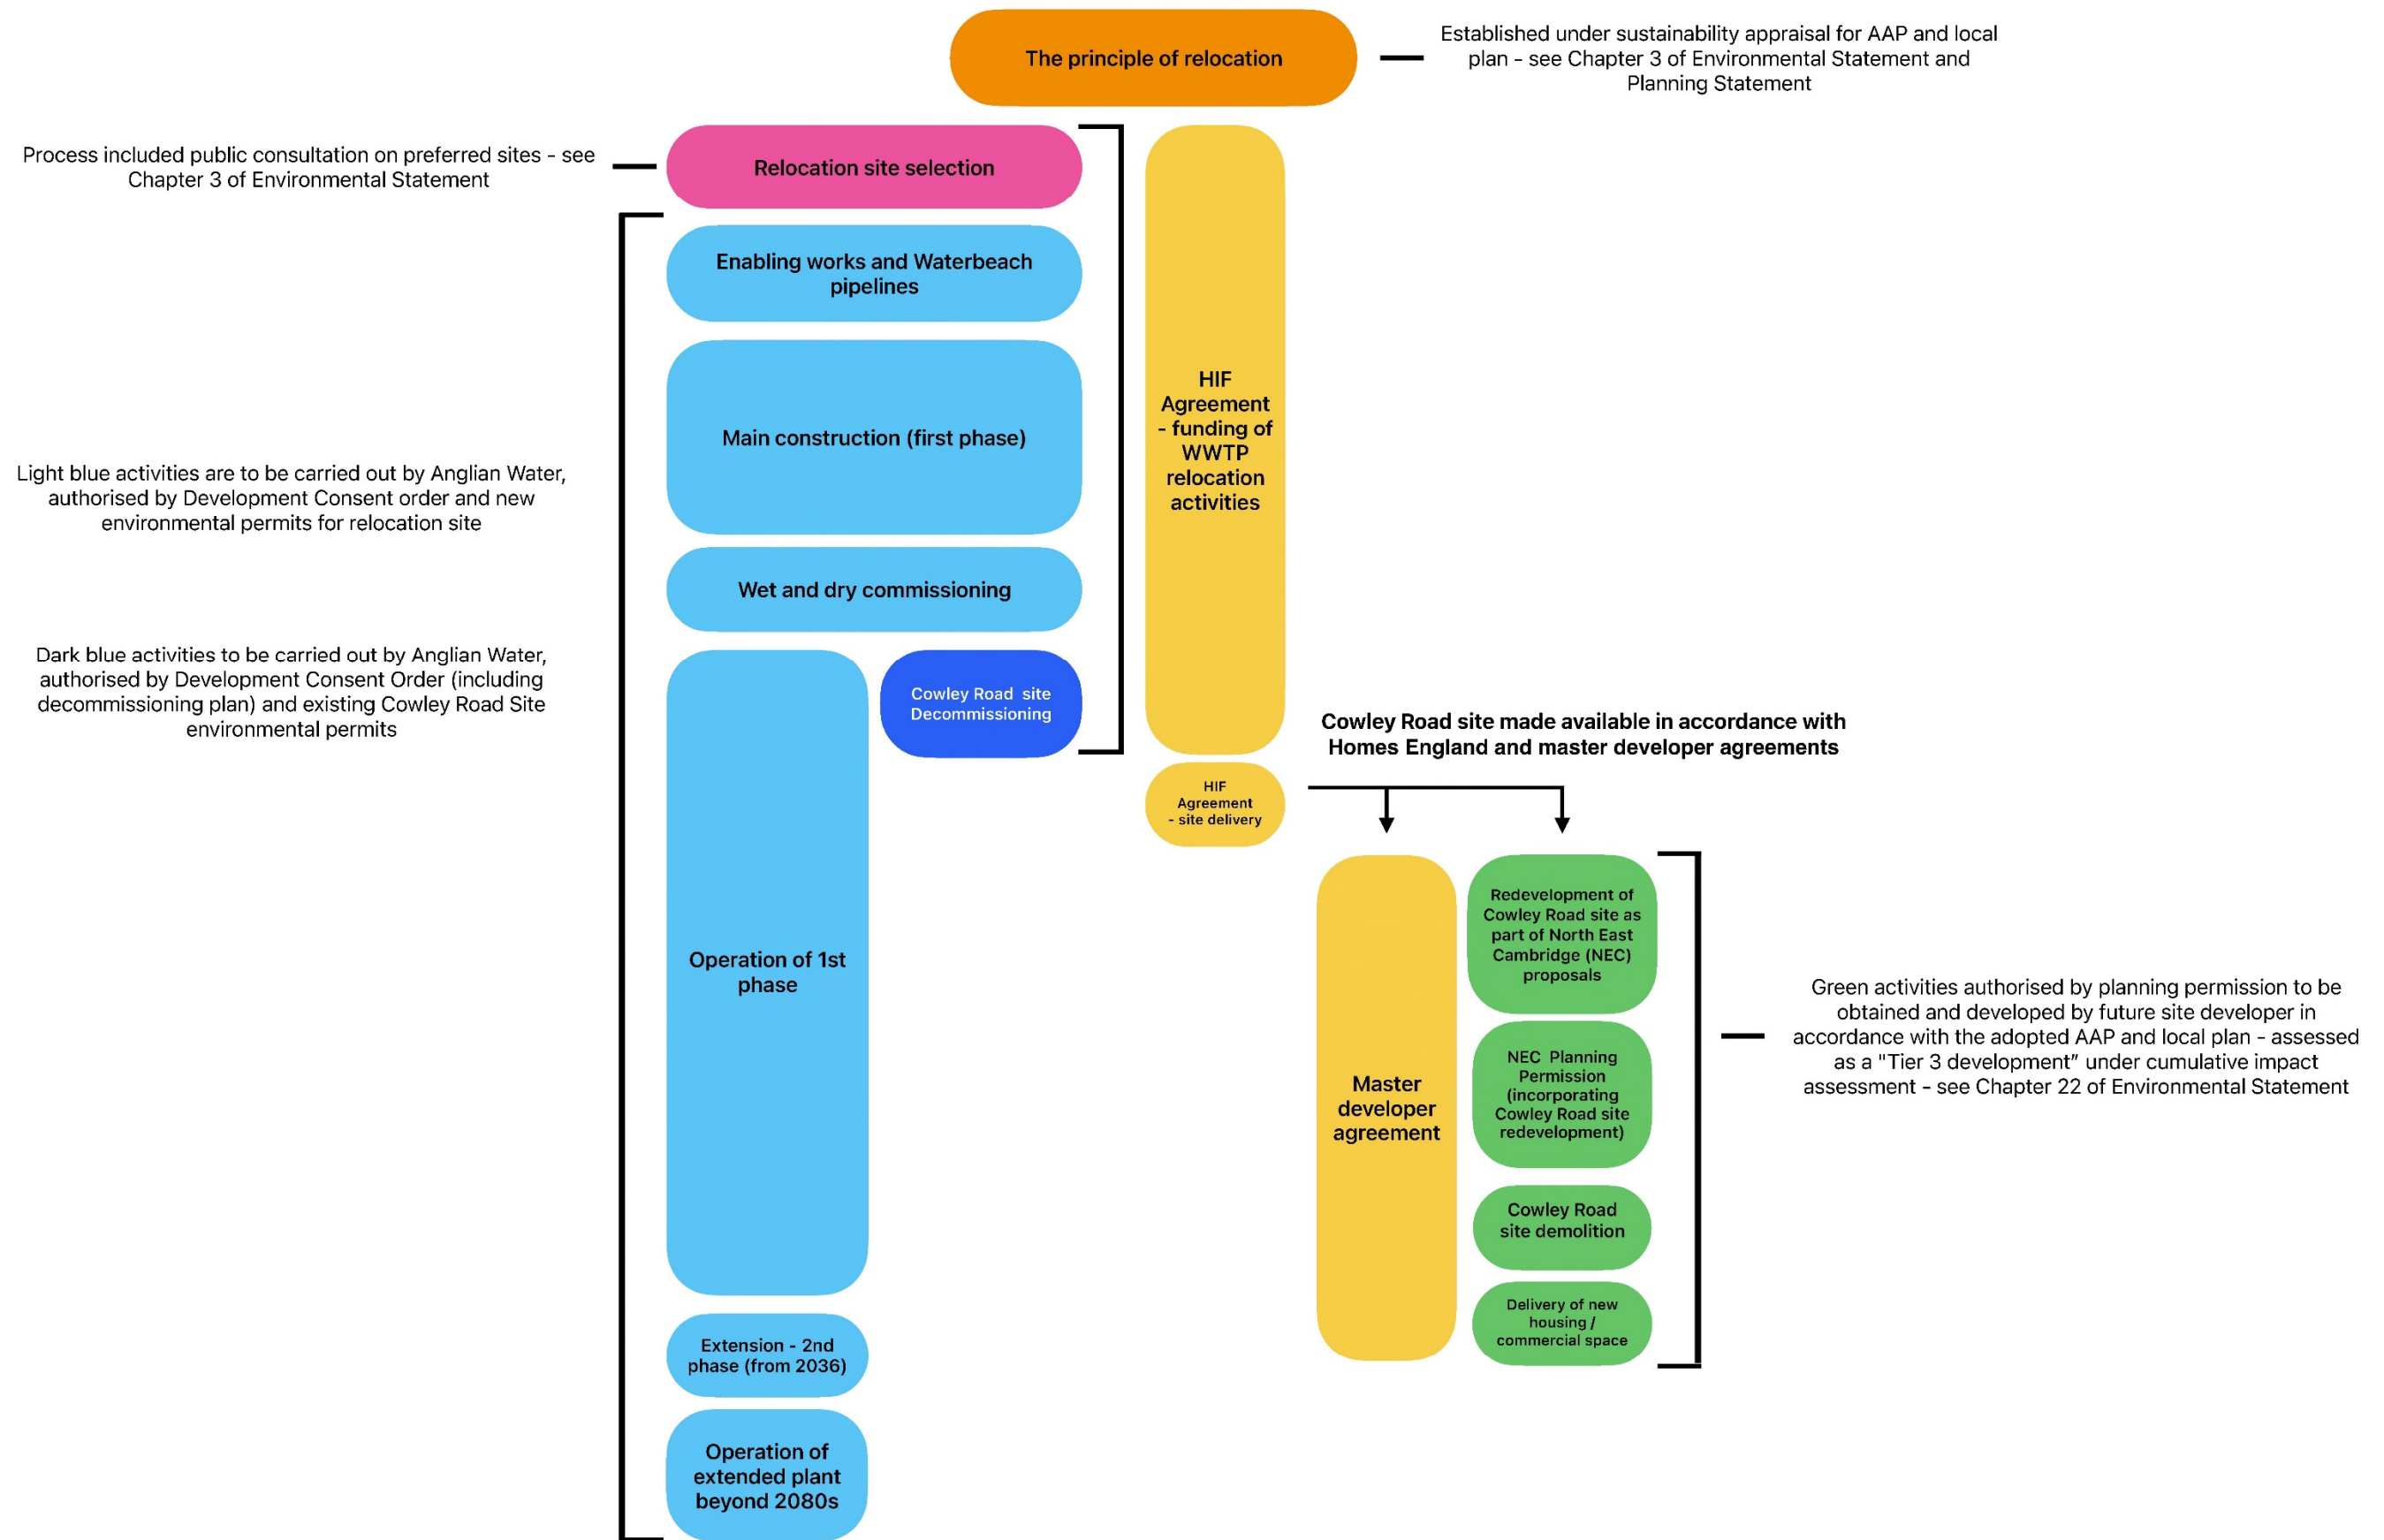 The principle of relocation
Established under sustainability appraisal for AAP and local
plan - see Chapter 3 of Environmental Statement and
Planning Statement
Process included public consultation on preferred sites - see
Chapter 3 of Environmental Statement
Relocation site selection
Enabling works and Waterbeach
pipelines
Main construction (first phase)
HIF
Agreement
- funding of
WWTP
relocation
activities
Light blue activities are to be carried out by Anglian Water,
authorised by Development Consent order and new
environmental permits for relocation site
Wet and dry commissioning
Dark blue activities to be carried out by Anglian Water,
authorised by Development Consent Order (including
decommissioning plan) and existing Cowley Road Site
environmental permits
Cowley Road  site
Decommissioning
Cowley Road site made available in accordance with
Homes England and master developer agreements
HIF
Agreement
- site delivery
Operation of 1st
phase
Redevelopment of
Cowley Road site as
part of North East
Cambridge (NEC)
proposals
Master
developer
agreement
NEC  Planning
Permission
(incorporating
Cowley Road site
redevelopment)
Green activities authorised by planning permission to be
obtained and developed by future site developer in
accordance with the adopted AAP and local plan - assessed
as a "Tier 3 development” under cumulative impact
assessment - see Chapter 22 of Environmental Statement
Cowley Road
site demolition
Delivery of new
housing /
commercial space
Extension - 2nd
phase (from 2036)
Operation of
extended plant
beyond 2080s